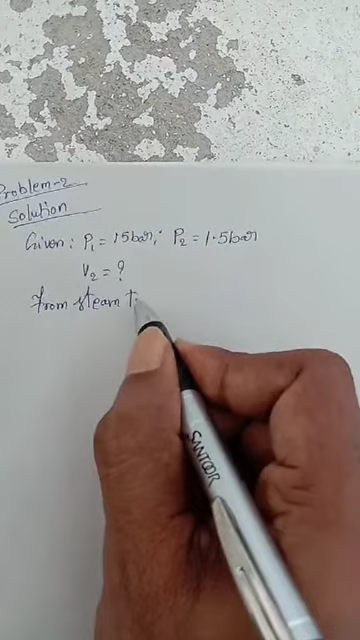 Problem-2
Solution
Given: P₁ = 15bar; P₂ = 1.5bar
V₂ = ?
From steam t
SANTOOR